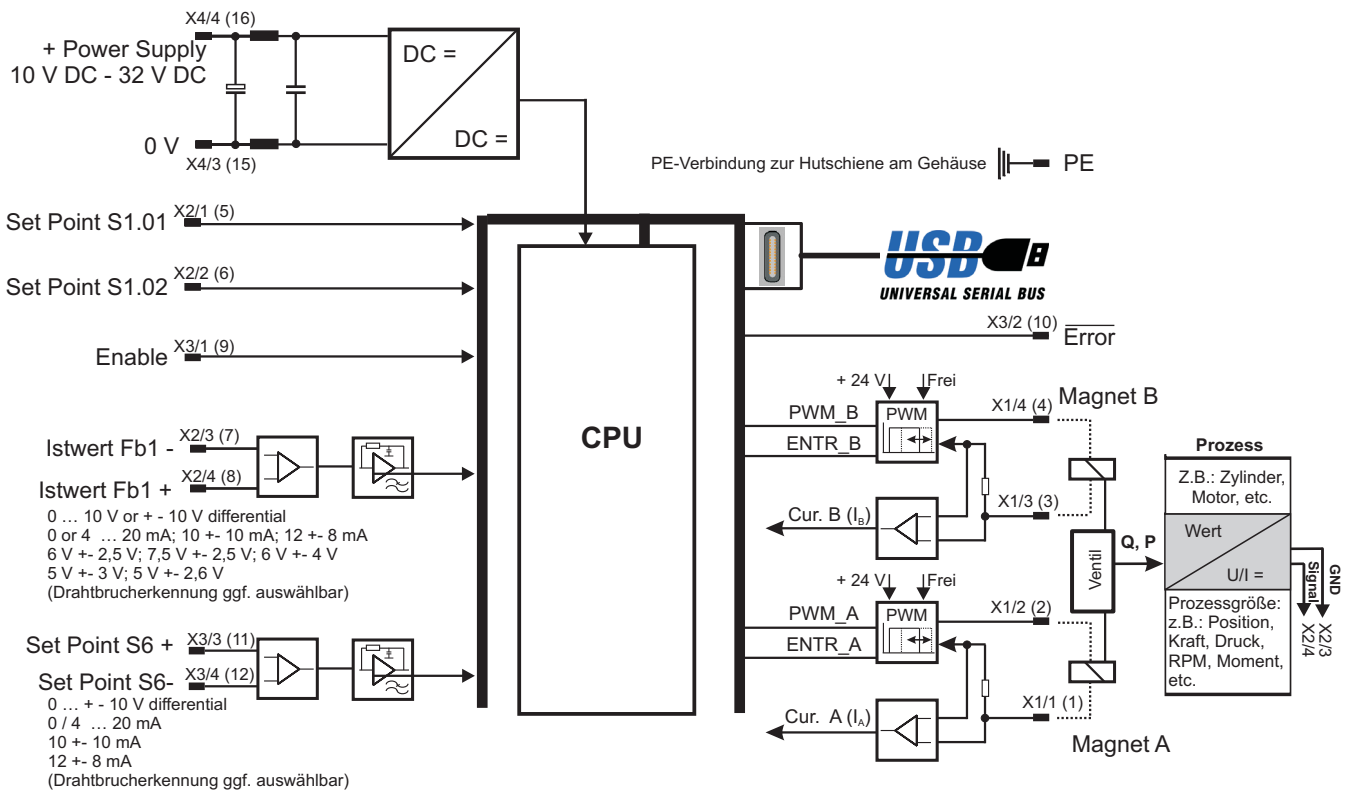 X4/4 (16)
+ Power Supply
10 V DC - 32 V DC
0 V
X4/3 (15)
DC =
DC =
PE-Verbindung zur Hutschiene am Gehäuse
PE
Set Point S1.01
X2/1 (5)
Set Point S1.02
X2/2 (6)
Enable
X3/1 (9)
USB
UNIVERSAL SERIAL BUS
X3/2 (10)
Error
CPU
Istwert Fb1 -
X2/3 (7)
Istwert Fb1 +
X2/4 (8)
0 ... 10 V or + - 10 V differential
0 or 4 ... 20 mA; 10 +- 10 mA; 12 +- 8 mA
6 V +- 2,5 V; 7,5 V +- 2,5 V; 6 V +- 4 V
5 V +- 3 V; 5 V +- 2,6 V
(Drahtbrucherkennung ggf. auswählbar)
Set Point S6 +
X3/3 (11)
Set Point S6-
X3/4 (12)
0 ... + - 10 V differential
0 / 4 ... 20 mA
10 +- 10 mA
12 +- 8 mA
(Drahtbrucherkennung ggf. auswählbar)
+ 24 V
Frei
PWM_B
PWM
ENTR_B
X1/4 (4)
Magnet B
Cur. B (I_B)
X1/3 (3)
+ 24 V
Frei
PWM_A
PWM
ENTR_A
X1/2 (2)
Cur. A (I_A)
X1/1 (1)
Magnet A
Ventil
Q, P
Prozess
Z.B.: Zylinder,
Motor, etc.
Wert
U/I =
Prozessgröße:
z.B.: Position,
Kraft, Druck,
RPM, Moment,
etc.
GND
Signal
X2/3
X2/4